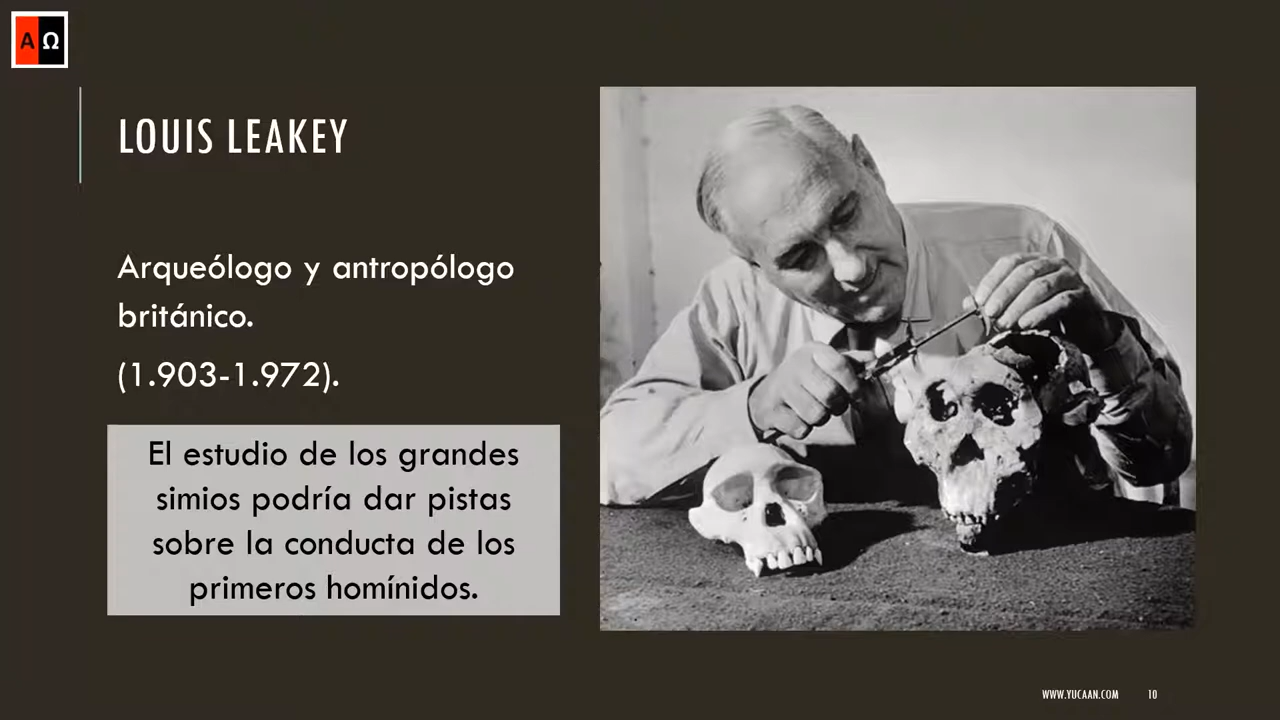 AΩ
LOUIS LEAKEY
Arqueólogo y antropólogo
británico.
(1.903-1.972).
El estudio de los grandes
simios podría dar pistas
sobre la conducta de los
primeros homínidos.
WWW.YUCAAN.COM 10